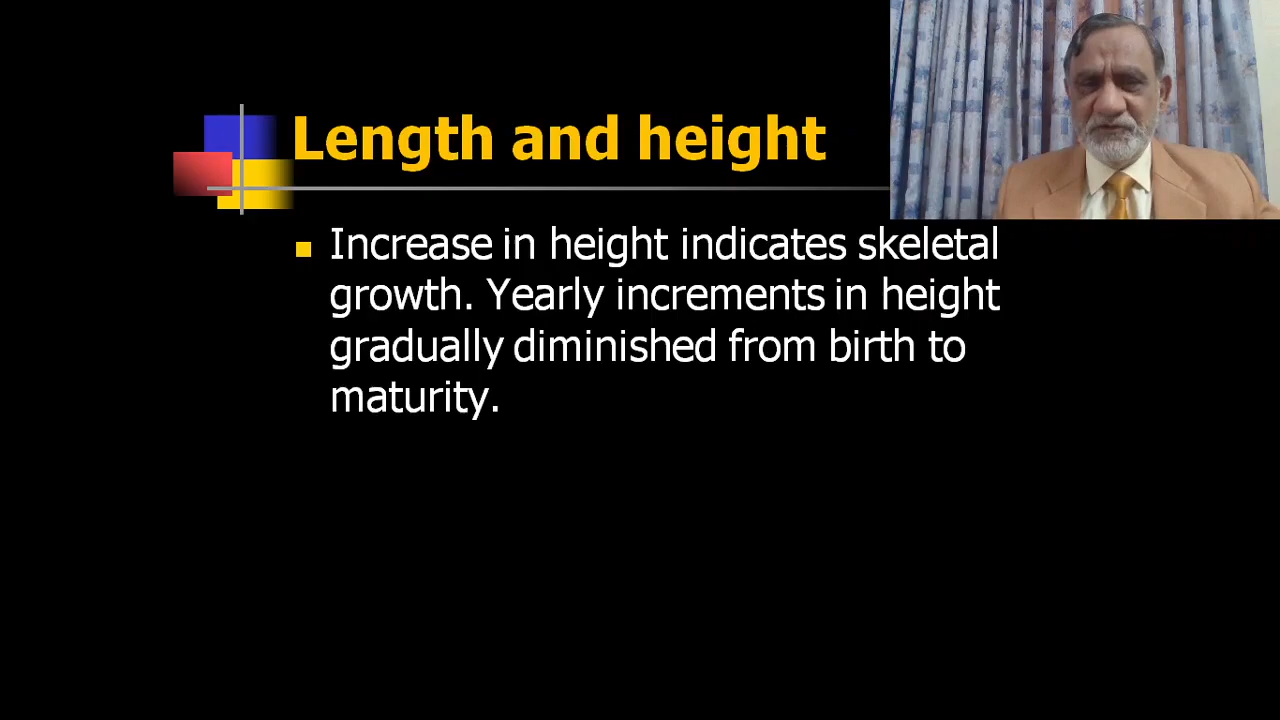 Length and height
Increase in height indicates skeletal
growth. Yearly increments in height
gradually diminished from birth to
maturity.